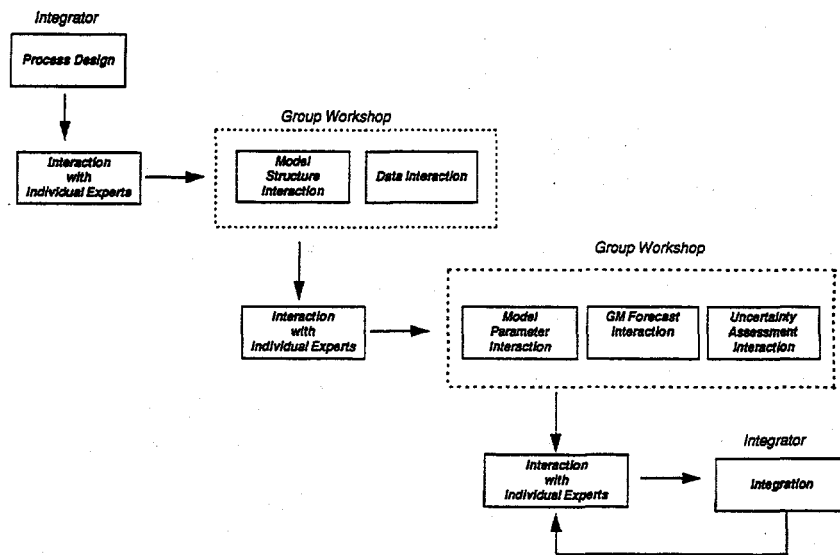 Integrator
Process Design
Group Workshop
Interaction
with
Individual Experts
Model
Structure
Interaction
Data Interaction
Group Workshop
Interaction
with
Individual Experts
Model
Parameter
Interaction
GM Forecast
Interaction
Uncertainty
Assessment
Interaction
Integrator
Interaction
with
Individual Experts
Integration